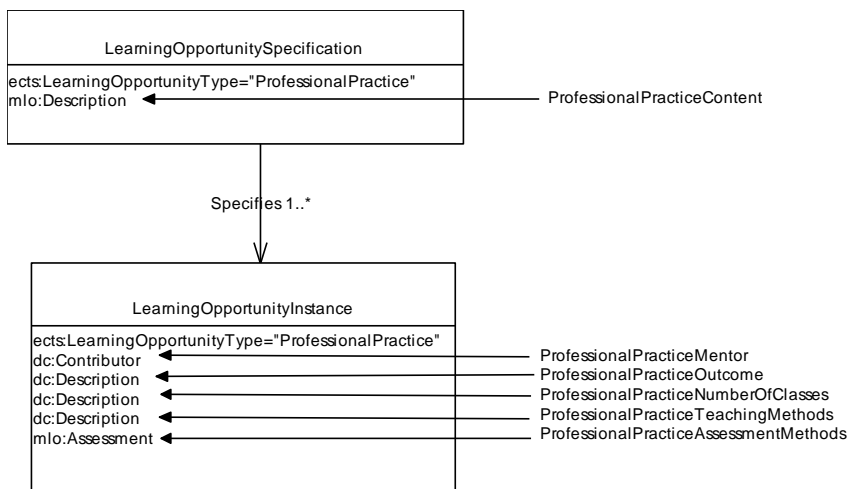 LearningOpportunitySpecification
ects:LearningOpportunityType="ProfessionalPractice"
mlo:Description
ProfessionalPracticeContent
Specifies 1..*
LearningOpportunityInstance
ects:LearningOpportunityType="ProfessionalPractice"
dc:Contributor
ProfessionalPracticeMentor
dc:Description
ProfessionalPracticeOutcome
dc:Description
ProfessionalPracticeNumberOfClasses
dc:Description
ProfessionalPracticeTeachingMethods
mlo:Assessment
ProfessionalPracticeAssessmentMethods